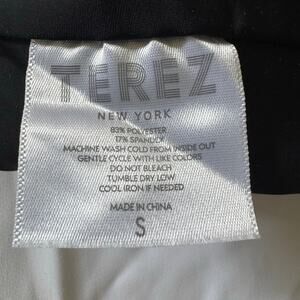 TEREZ
NEW YORK
83% POLYESTER
17% SPANDEX
MACHINE WASH COLD FROM INSIDE OUT
GENTLE CYCLE WITH LIKE COLORS
DO NOT BLEACH
TUMBLE DRY LOW
COOL IRON IF NEEDED
MADE IN CHINA
S